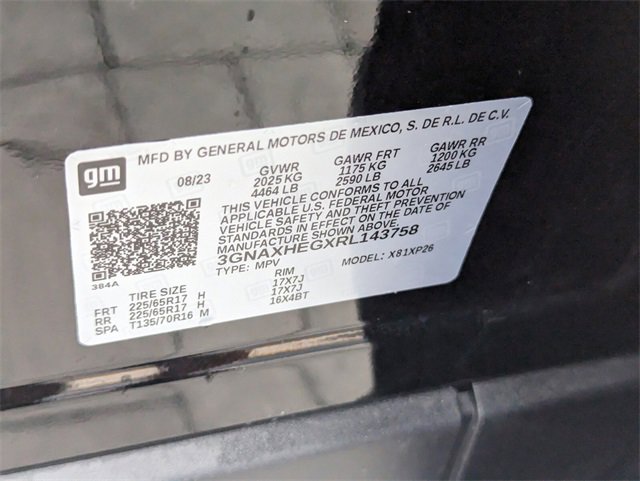 MFD BY GENERAL MOTORS DE MEXICO, S. DE R.L. DE C.V.
gm
08/23 GVWR GAWR FRT GAWR RR
2025 KG 1175 KG 1200 KG
4464 LB 2590 LB 2645 LB
THIS VEHICLE CONFORMS TO ALL
APPLICABLE U.S. FEDERAL MOTOR
VEHICLE SAFETY AND THEFT PREVENTION
STANDARDS IN EFFECT ON THE DATE OF
MANUFACTURE SHOWN ABOVE.
3GNAXHEGXRL143758
TYPE: MPV MODEL: X81XP26
384A
TIRE SIZE RIM
FRT 225/65R17 H 17X7J
RR 225/65R17 H 17X7J
SPA T135/70R16 M 16X4BT